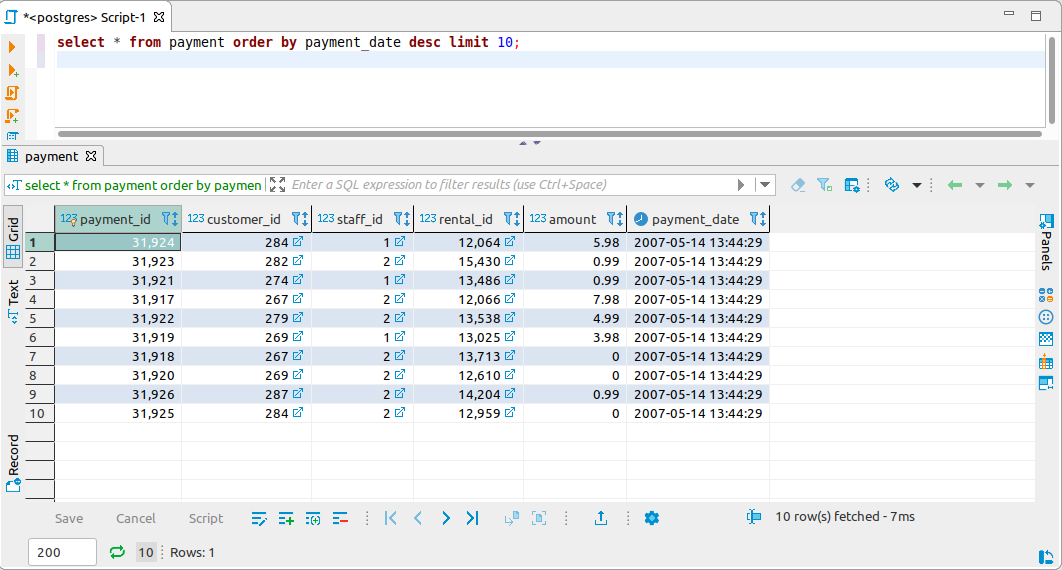 *<postgres> Script-1
select * from payment order by payment_date desc limit 10;
payment
select * from payment order by paymen Enter a SQL expression to filter results (use Ctrl+Space)
Grid
Text
Record
123 payment_id 123 customer_id 123 staff_id 123 rental_id 123 amount payment_date
1 31,924 284 1 12,064 5.98 2007-05-14 13:44:29
2 31,923 282 2 15,430 0.99 2007-05-14 13:44:29
3 31,921 274 1 13,486 0.99 2007-05-14 13:44:29
4 31,917 267 2 12,066 7.98 2007-05-14 13:44:29
5 31,922 279 2 13,538 4.99 2007-05-14 13:44:29
6 31,919 269 1 13,025 3.98 2007-05-14 13:44:29
7 31,918 267 2 13,713 0 2007-05-14 13:44:29
8 31,920 269 2 12,610 0 2007-05-14 13:44:29
9 31,926 287 2 14,204 0.99 2007-05-14 13:44:29
10 31,925 284 2 12,959 0 2007-05-14 13:44:29
Panels
Save Cancel Script 10 row(s) fetched - 7ms
200 10 Rows: 1